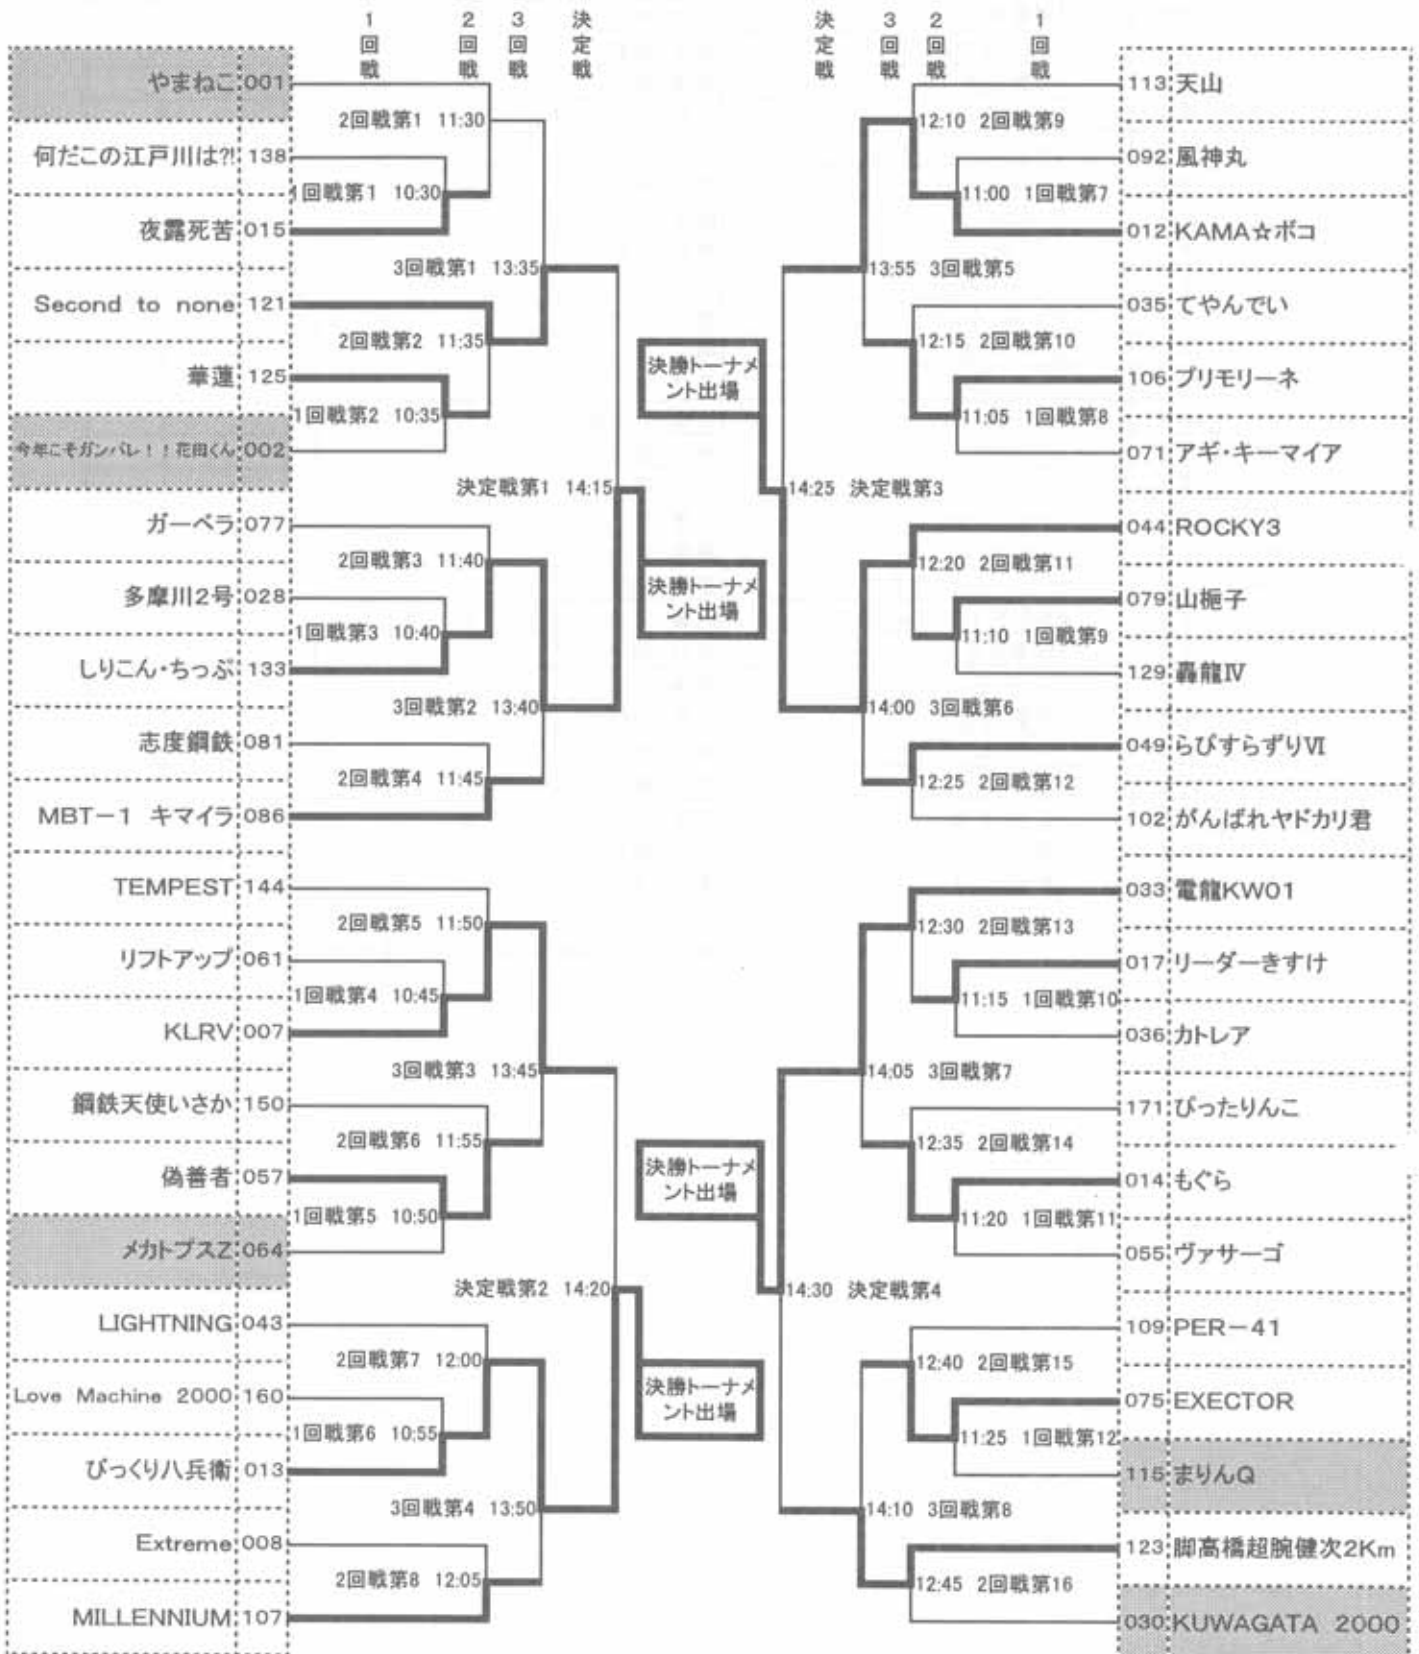 1回戦 2回戦 3回戦 決定戦
決定戦 3回戦 2回戦 1回戦
やまねこ 001
2回戦第1 11:30
何だこの江戸川は?! 138
1回戦第1 10:30
夜露死苦 015
3回戦第1 13:35
Second to none 121
2回戦第2 11:35
華蓮 125
1回戦第2 10:35
今年こそガンバレ!!花田くん 002
決定戦第1 14:15
ガーベラ 077
2回戦第3 11:40
多摩川2号 028
1回戦第3 10:40
しりこん・ちっぷ 133
3回戦第2 13:40
志度鋼鉄 081
2回戦第4 11:45
MBT-1 キマイラ 086
TEMPEST 144
2回戦第5 11:50
リフトアップ 061
1回戦第4 10:45
KLRV 007
3回戦第3 13:45
鋼鉄天使いさか 150
2回戦第6 11:55
偽善者 057
1回戦第5 10:50
メカトプスZ 064
決定戦第2 14:20
LIGHTNING 043
2回戦第7 12:00
Love Machine 2000 160
1回戦第6 10:55
びっくり八兵衛 013
3回戦第4 13:50
Extreme 008
2回戦第8 12:05
MILLENNIUM 107
決勝トーナメ
ント出場
決勝トーナメ
ント出場
決勝トーナメ
ント出場
決勝トーナメ
ント出場
113 天山
12:10 2回戦第9
092 風神丸
11:00 1回戦第7
012 KAMA☆ボコ
13:55 3回戦第5
035 てやんでい
12:15 2回戦第10
106 プリモリーネ
11:05 1回戦第8
071 アギ・キーマイア
14:25 決定戦第3
044 ROCKY3
12:20 2回戦第11
079 山梔子
11:10 1回戦第9
129 轟龍Ⅳ
14:00 3回戦第6
049 らぴすらずりⅥ
12:25 2回戦第12
102 がんばれヤドカリ君
033 電龍KW01
12:30 2回戦第13
017 リーダーきすけ
11:15 1回戦第10
036 カトレア
14:05 3回戦第7
171 ぴったりんこ
12:35 2回戦第14
014 もぐら
11:20 1回戦第11
055 ヴァサーゴ
14:30 決定戦第4
109 PER-41
12:40 2回戦第15
075 EXECTOR
11:25 1回戦第12
115 まりんQ
14:10 3回戦第8
123 脚高橋超腕健次2Km
12:45 2回戦第16
030 KUWAGATA 2000